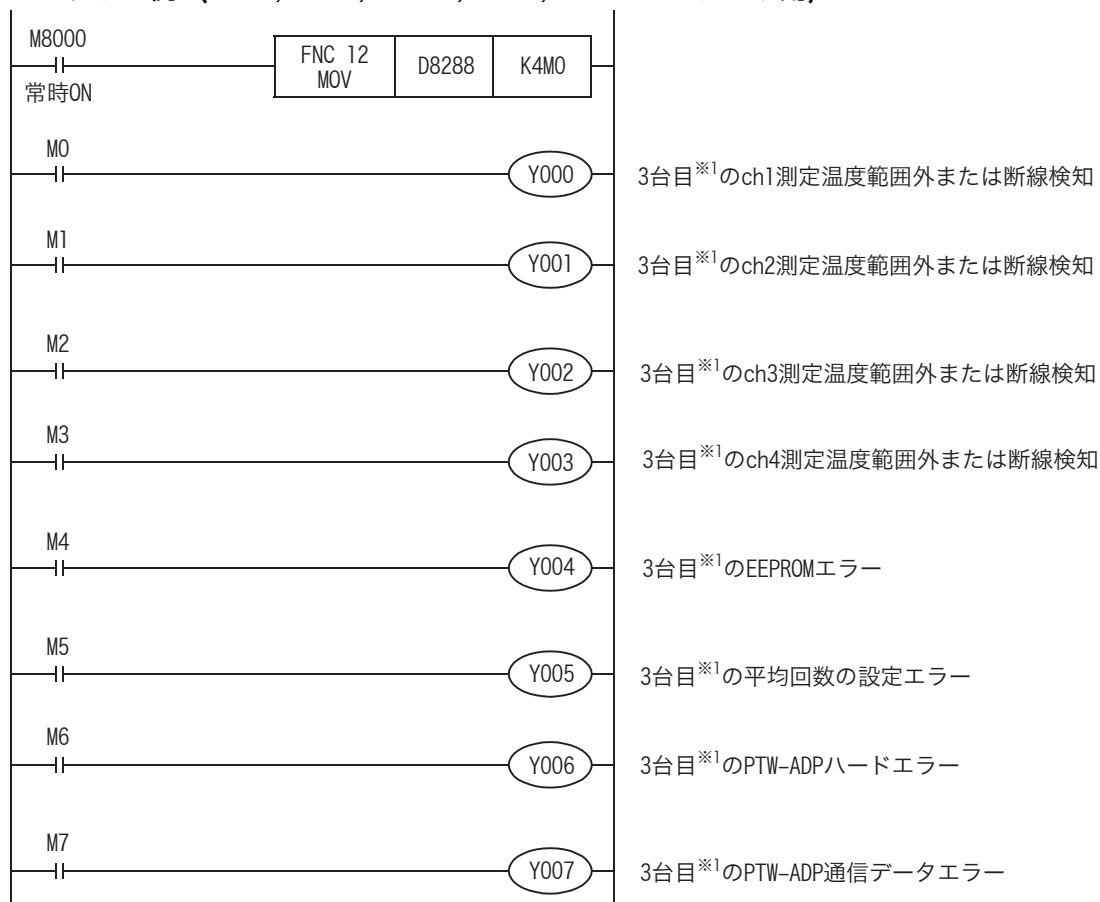 M8000
FNC 12
MOV
D8288
K4M0
常時ON
M0
Y000
3台目※1のch1測定温度範囲外または断線検知
M1
Y001
3台目※1のch2測定温度範囲外または断線検知
M2
Y002
3台目※1のch3測定温度範囲外または断線検知
M3
Y003
3台目※1のch4測定温度範囲外または断線検知
M4
Y004
3台目※1のEEPROMエラー
M5
Y005
3台目※1の平均回数の設定エラー
M6
Y006
3台目※1のPTW-ADPハードエラー
M7
Y007
3台目※1のPTW-ADP通信データエラー